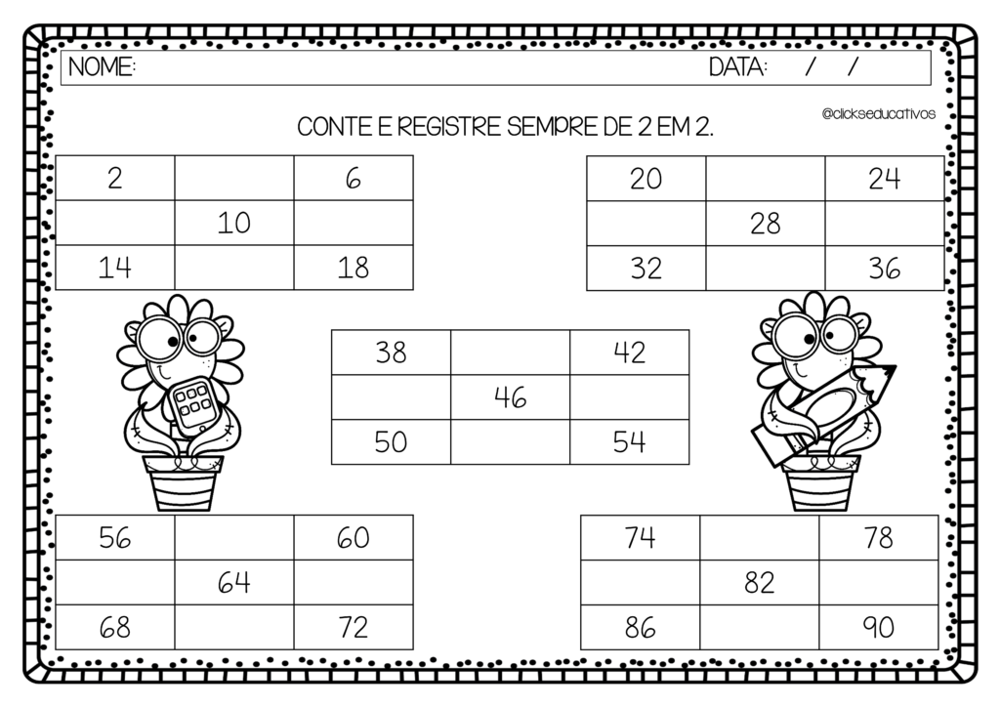 NOME: DATA: / /
@clickseducativos
CONTE E REGISTRE SEMPRE DE 2 EM 2.
2 6 20 24
10 28
14 18 32 36
38 42
46
50 54
56 60 74 78
64 82
68 72 86 90